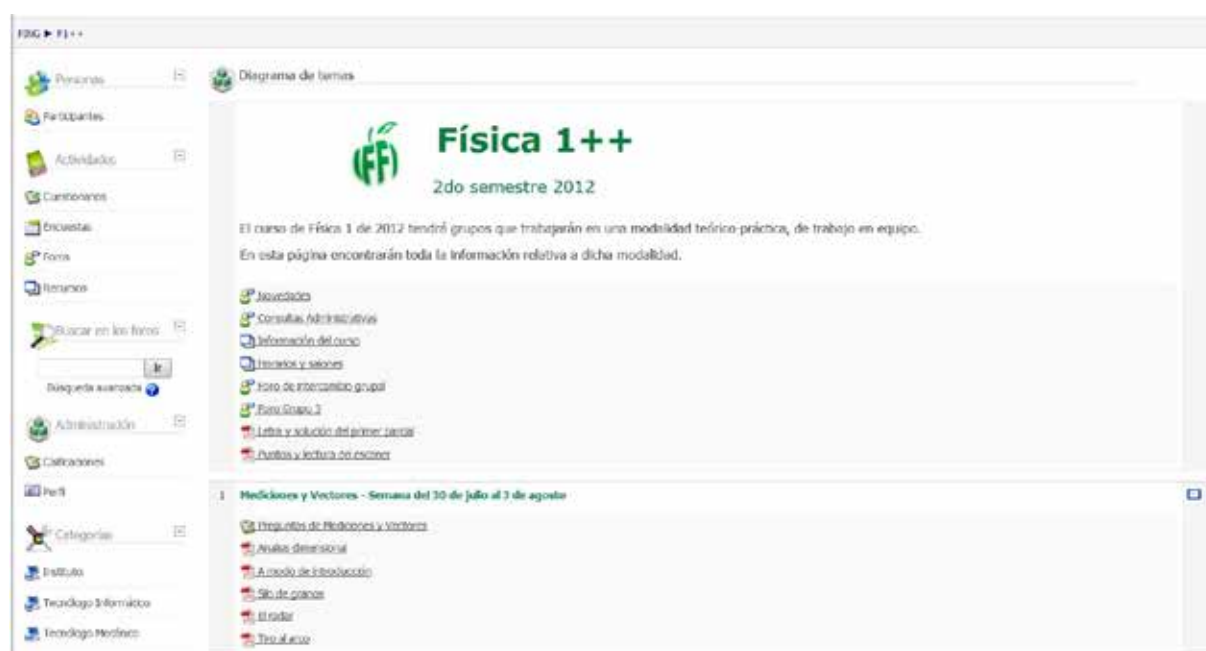 FING ► F1++
Personas
Participantes
Actividades
Cuestionarios
Encuestas
Foros
Recursos
Buscar en los foros
Ir
Búsqueda avanzada
Administración
Calificaciones
Perfil
Categorías
Instituto
Tecnólogo Informático
Tecnólogo Mecánico
Diagrama de temas
IFFI
Física 1++
2do semestre 2012
El curso de Física 1 de 2012 tendrá grupos que trabajarán en una modalidad teórico-práctica, de trabajo en equipo.
En esta página encontrarán toda la información relativa a dicha modalidad.
Novedades
Consultas Administrativas
Información del curso
Horarios y salones
Foro de intercambio grupal
Foro Grupo 3
Letra y solución del primer parcial
Puntos y lectura del escáner
1 Mediciones y Vectores - Semana del 30 de julio al 3 de agosto
Preguntas de Mediciones y Vectores
Análisis dimensional
A modo de introducción
Silo de granos
El radar
Tiro al arco